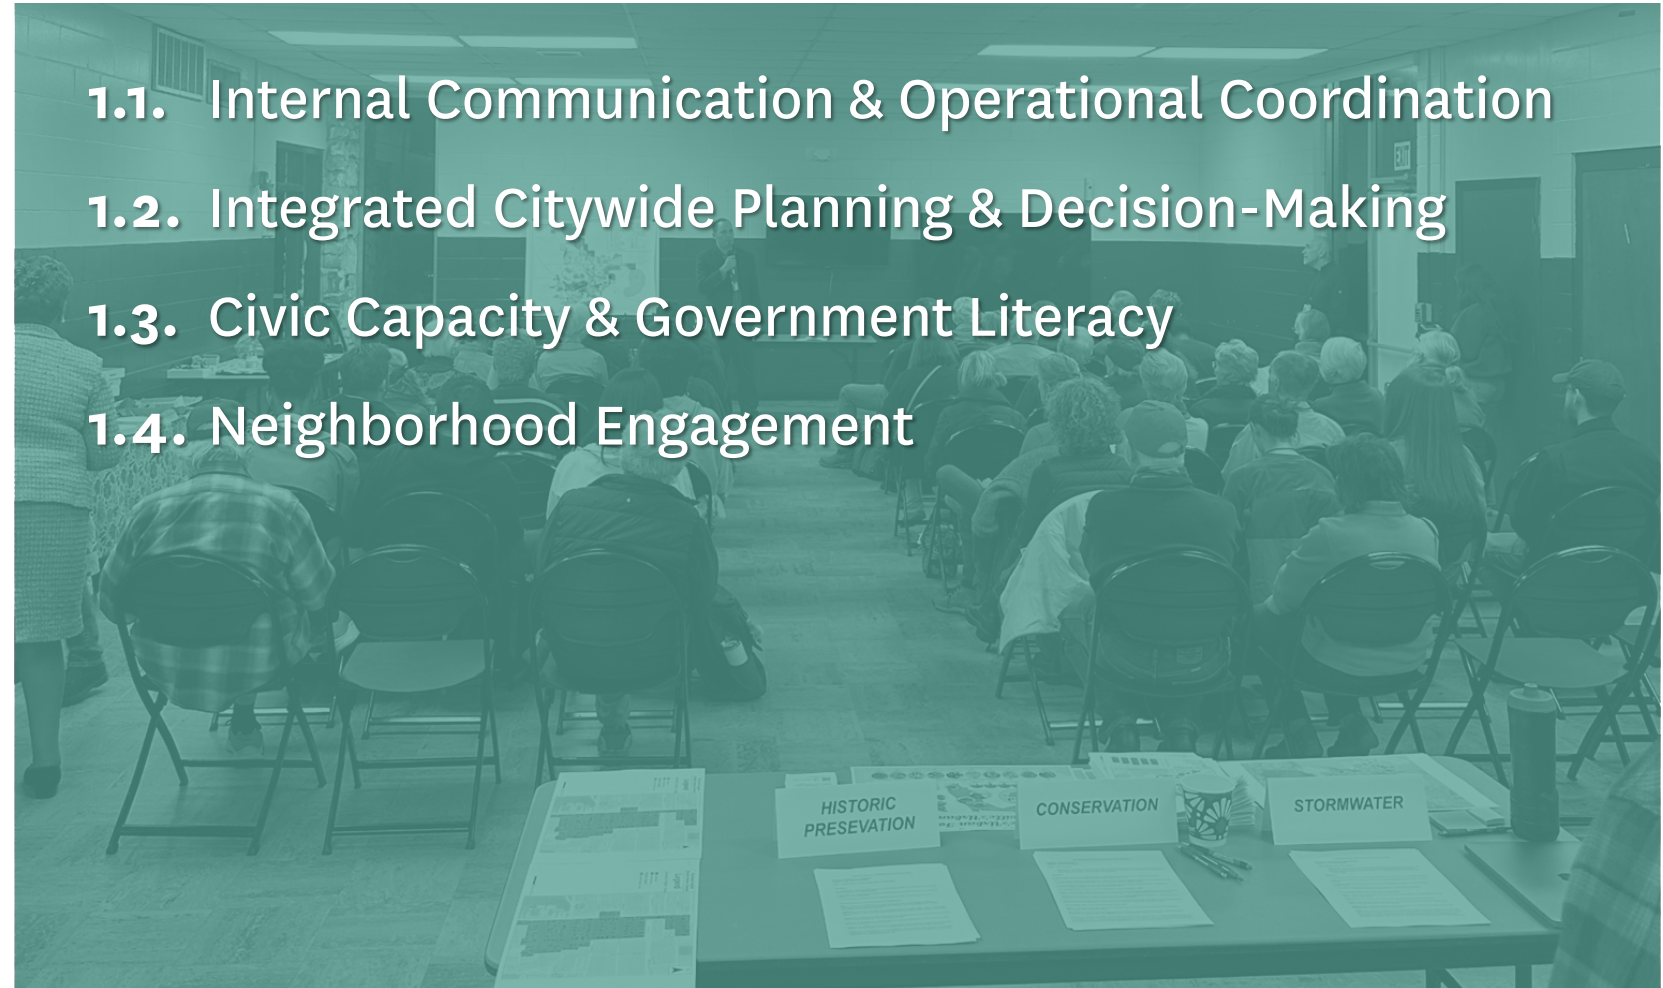 1.1. Internal Communication & Operational Coordination
1.2. Integrated Citywide Planning & Decision-Making
1.3. Civic Capacity & Government Literacy
1.4. Neighborhood Engagement
EXIT
HISTORIC
PRESEVATION
CONSERVATION
STORMWATER